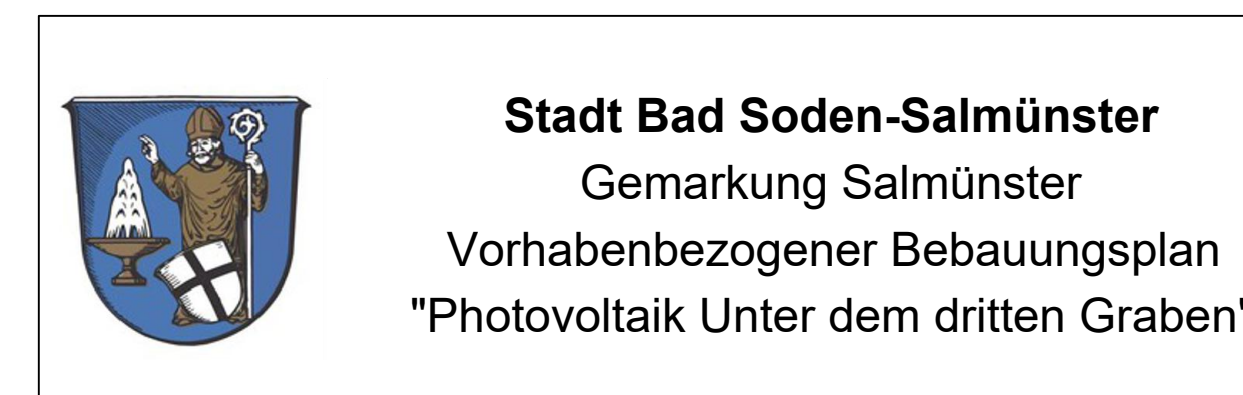 Stadt Bad Soden-Salmünster
Gemarkung Salmünster
Vorhabenbezogener Bebauungsplan
"Photovoltaik Unter dem dritten Graben"